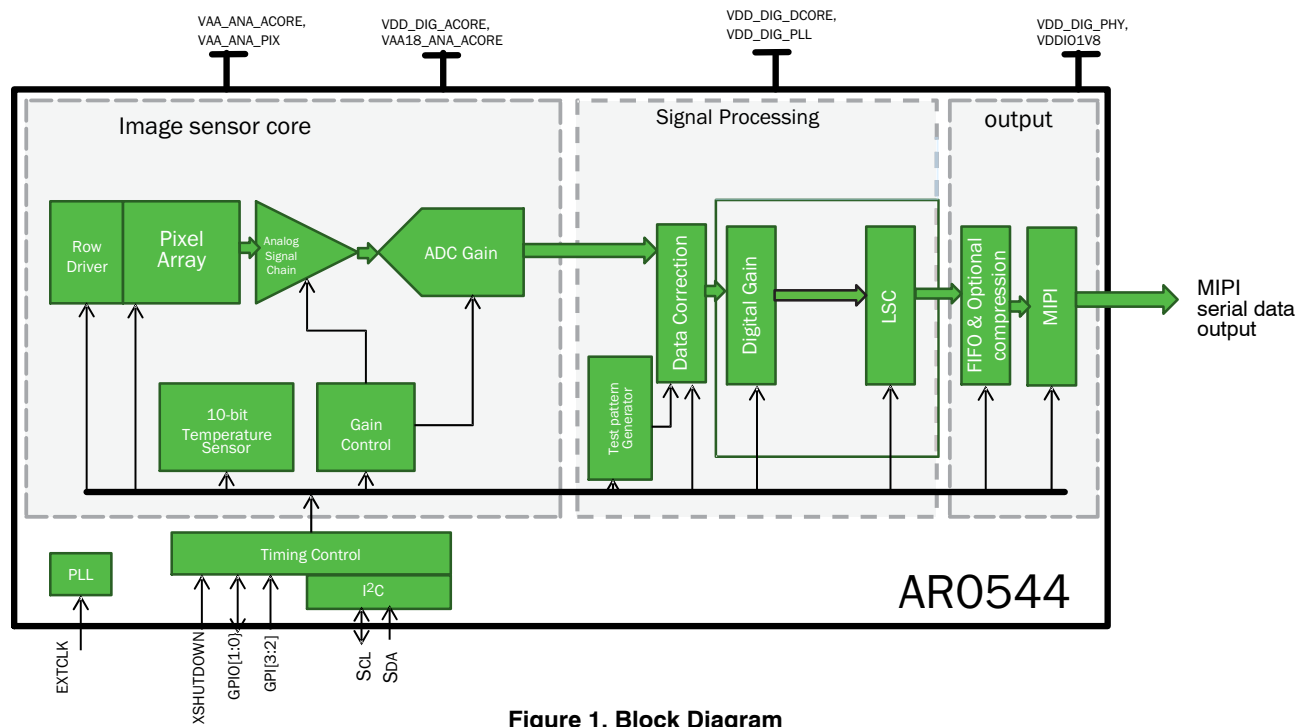 VAA_ANA_ACORE,
VAA_ANA_PIX
VDD_DIG_ACORE,
VAA18_ANA_ACORE
VDD_DIG_DCORE,
VDD_DIG_PLL
VDD_DIG_PHY,
VDDIO1V8
Image sensor core
Signal Processing
output
Row
Driver
Pixel
Array
Analog
Signal
Chain
ADC Gain
Data Correction
Digital Gain
LSC
FIFO & Optional
compression
MIPI
MIPI
serial data
output
10-bit
Temperature
Sensor
Gain
Control
Test pattern
Generator
Timing Control
PLL
I2C
AR0544
EXTCLK
XSHUTDOWN
GPIO[1:0}
GPI[3:2]
SCL
SDA
Figure 1. Block Diagram